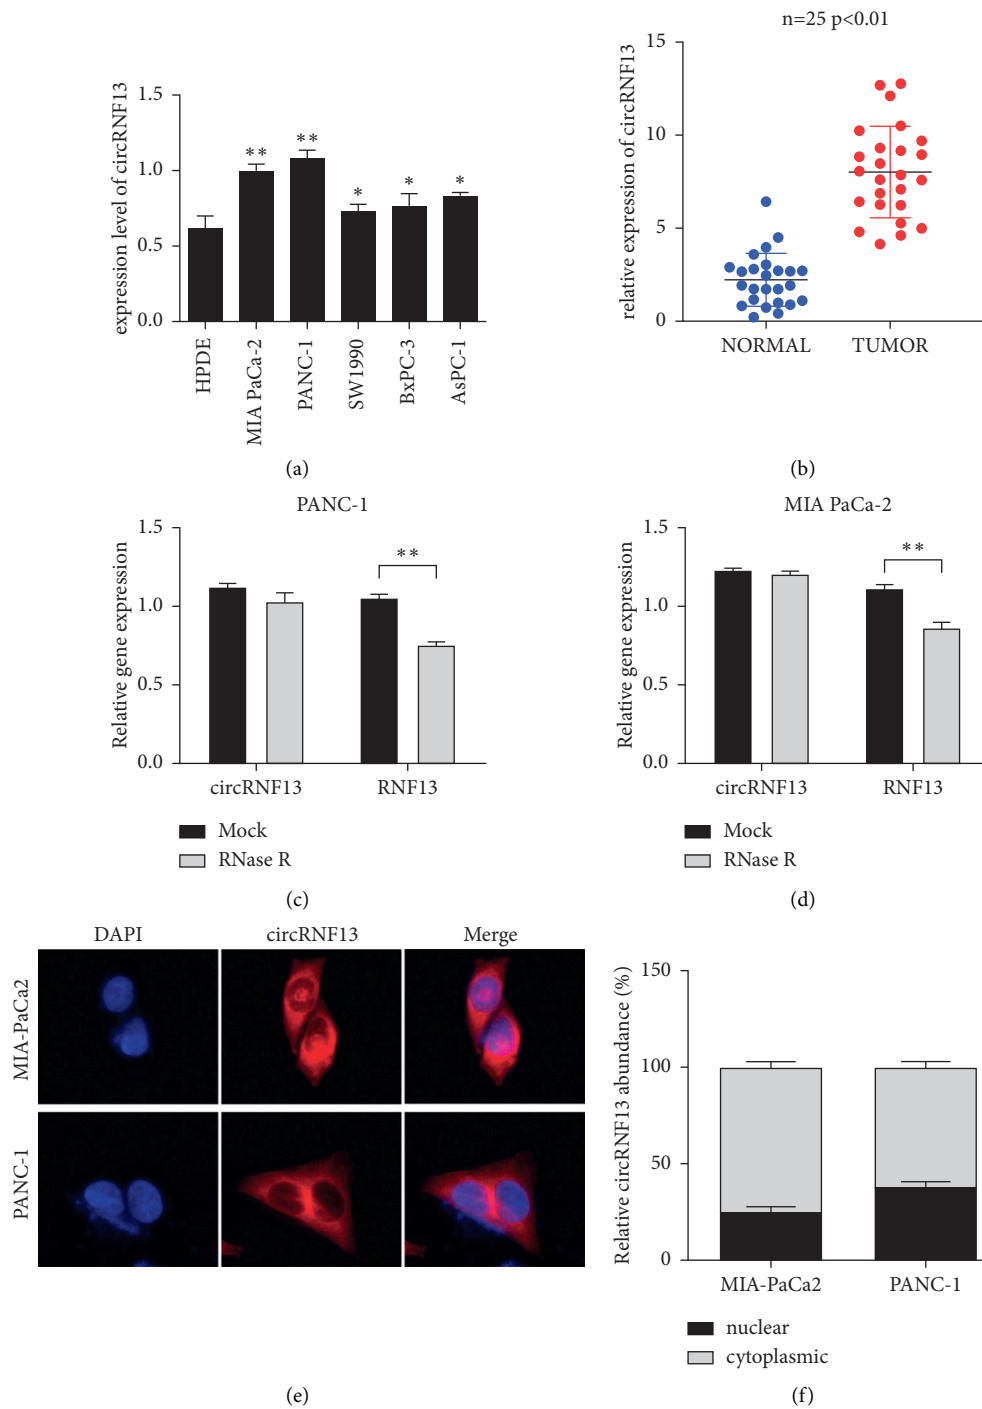 expression level of circRNF13
1.5
1.0
0.5
0.0
** ** * * *
HPDE
MIA PaCa-2
PANC-1
SW1990
BxPC-3
AsPC-1
(a)
n=25 p<0.01
relative expression of circRNF13
15
10
5
0
NORMAL TUMOR
(b)
PANC-1
Relative gene expression
1.5
1.0
0.5
0.0
**
circRNF13 RNF13
Mock
RNase R
(c)
MIA PaCa-2
Relative gene expression
1.5
1.0
0.5
0.0
**
circRNF13 RNF13
Mock
RNase R
(d)
DAPI circRNF13 Merge
MIA-PaCa2
PANC-1
(e)
Relative circRNF13 abundance (%)
150
100
50
0
MIA-PaCa2 PANC-1
nuclear
cytoplasmic
(f)